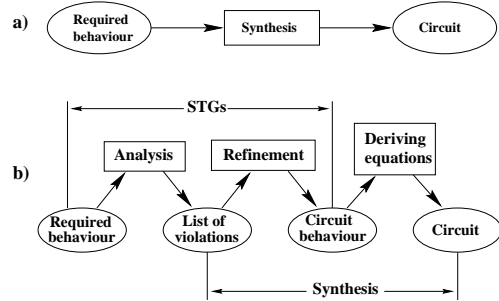 a)
Required
behaviour
Synthesis
Circuit
STGs
b)
Analysis
Refinement
Deriving
equations
Required
behaviour
List of
violations
Circuit
behaviour
Circuit
Synthesis